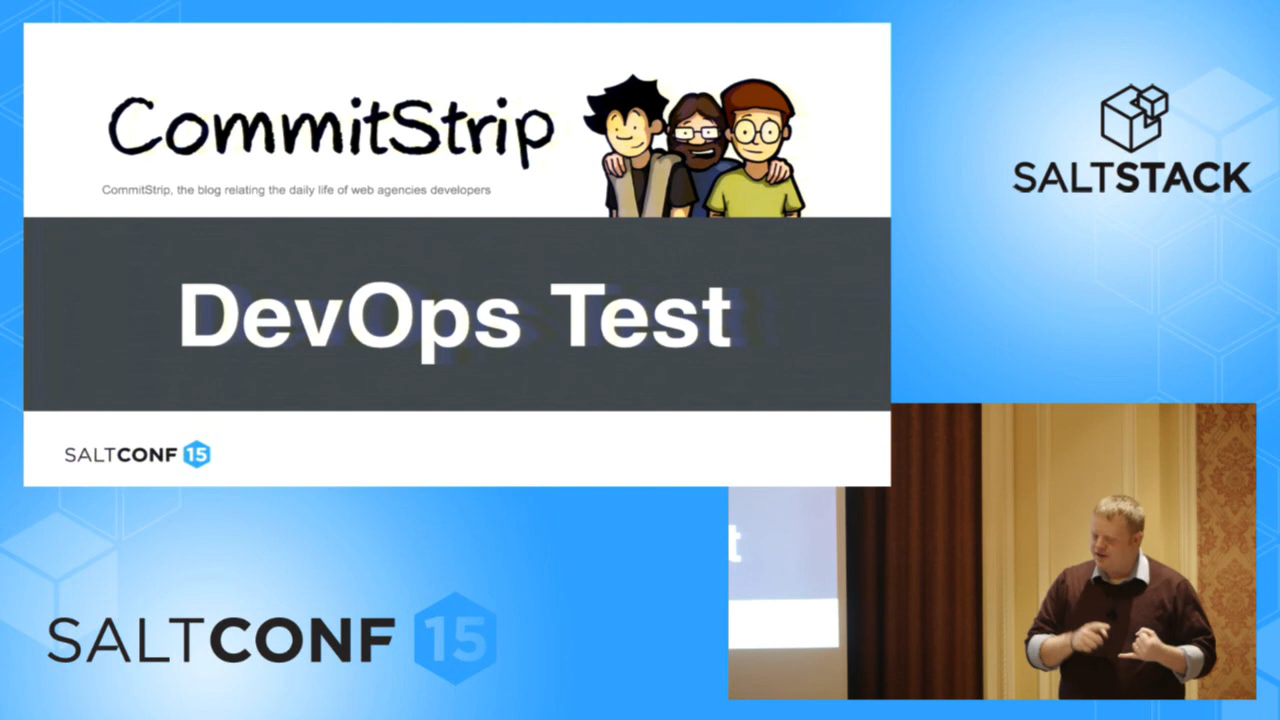 CommitStrip
CommitStrip, the blog relating the daily life of web agencies developers
DevOps Test
SALTCONF 15
SALTSTACK
t
SALTCONF 15